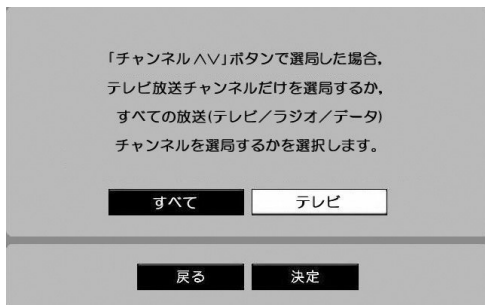 「チャンネル∧∨」ボタンで選局した場合,
テレビ放送チャンネルだけを選局するか,
すべての放送(テレビ/ラジオ/データ)
チャンネルを選局するかを選択します。
すべて テレビ
戻る 決定